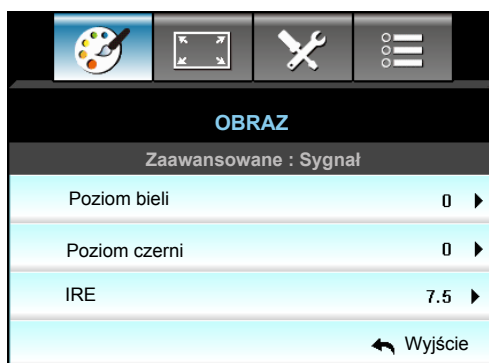 OBRAZ
Zaawansowane : Sygnał
Poziom bieli 0
Poziom czerni 0
IRE 7.5
Wyjście